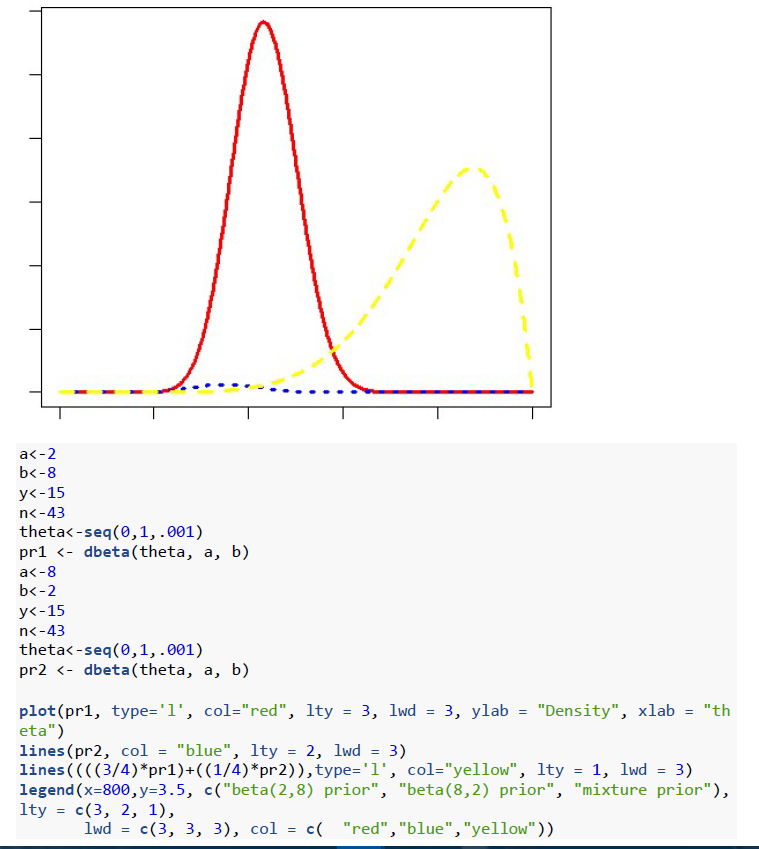 a<-2
b<-8
y<-15
n<-43
theta<-seq(0,1,.001)
pr1 <- dbeta(theta, a, b)
a<-8
b<-2
y<-15
n<-43
theta<-seq(0,1,.001)
pr2 <- dbeta(theta, a, b)
plot(pr1, type='l', col="red", lty = 3, lwd = 3, ylab = "Density", xlab = "th
eta")
lines(pr2, col = "blue", lty = 2, lwd = 3)
lines((((3/4)*pr1)+((1/4)*pr2)),type='l', col="yellow", lty = 1, lwd = 3)
legend(x=800,y=3.5, c("beta(2,8) prior", "beta(8,2) prior", "mixture prior"),
lty = c(3, 2, 1),
lwd = c(3, 3, 3), col = c(  "red","blue","yellow"))